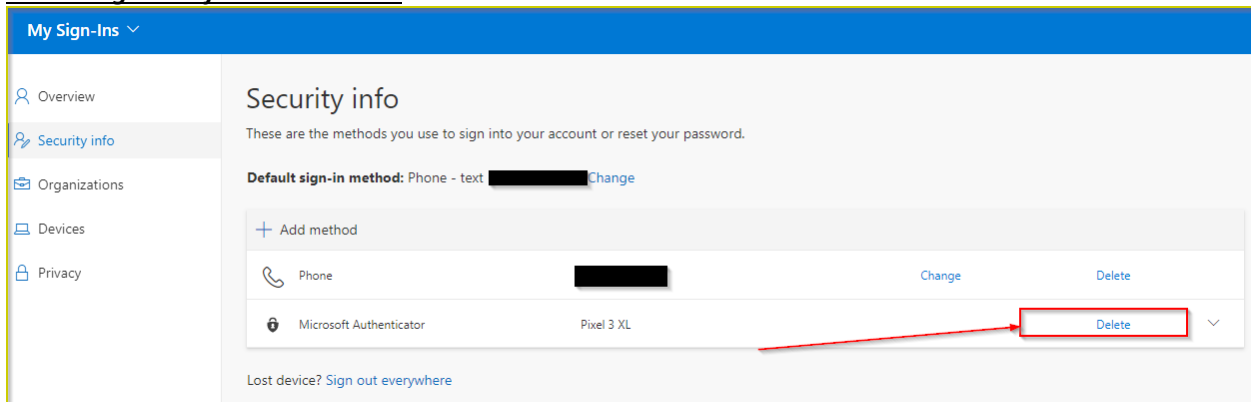 My Sign-Ins
Overview
Security info
Organizations
Devices
Privacy
Security info
These are the methods you use to sign into your account or reset your password.
Default sign-in method: Phone - text Change
Add method
Phone Change Delete
Microsoft Authenticator Pixel 3 XL Delete
Lost device? Sign out everywhere